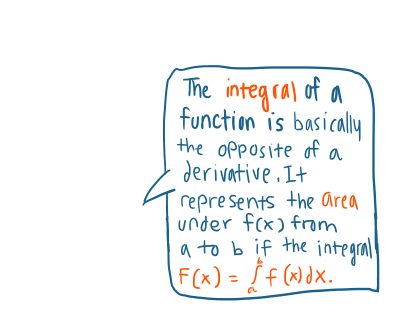 The integral of a
function is basically
the opposite of a
derivative. It
represents the area
under f(x) from
a to b if the integral
F(x) = ∫_a^b f(x)dx.